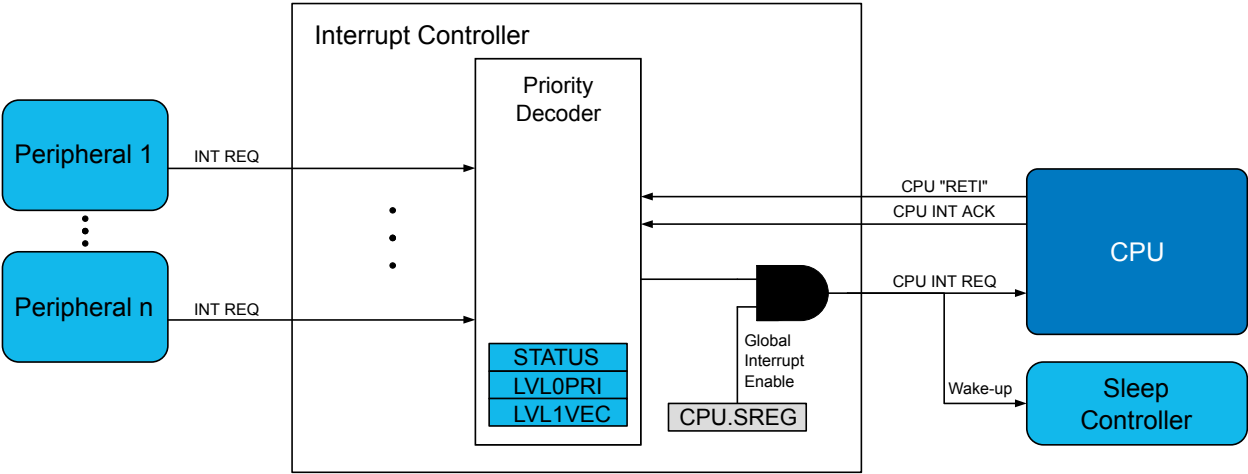 Interrupt Controller
Priority
Decoder
Peripheral 1
INT REQ
CPU "RETI"
CPU INT ACK
CPU
CPU INT REQ
Peripheral n
INT REQ
Global
Interrupt
Enable
STATUS
LVL0PRI
LVL1VEC
CPU.SREG
Wake-up
Sleep
Controller